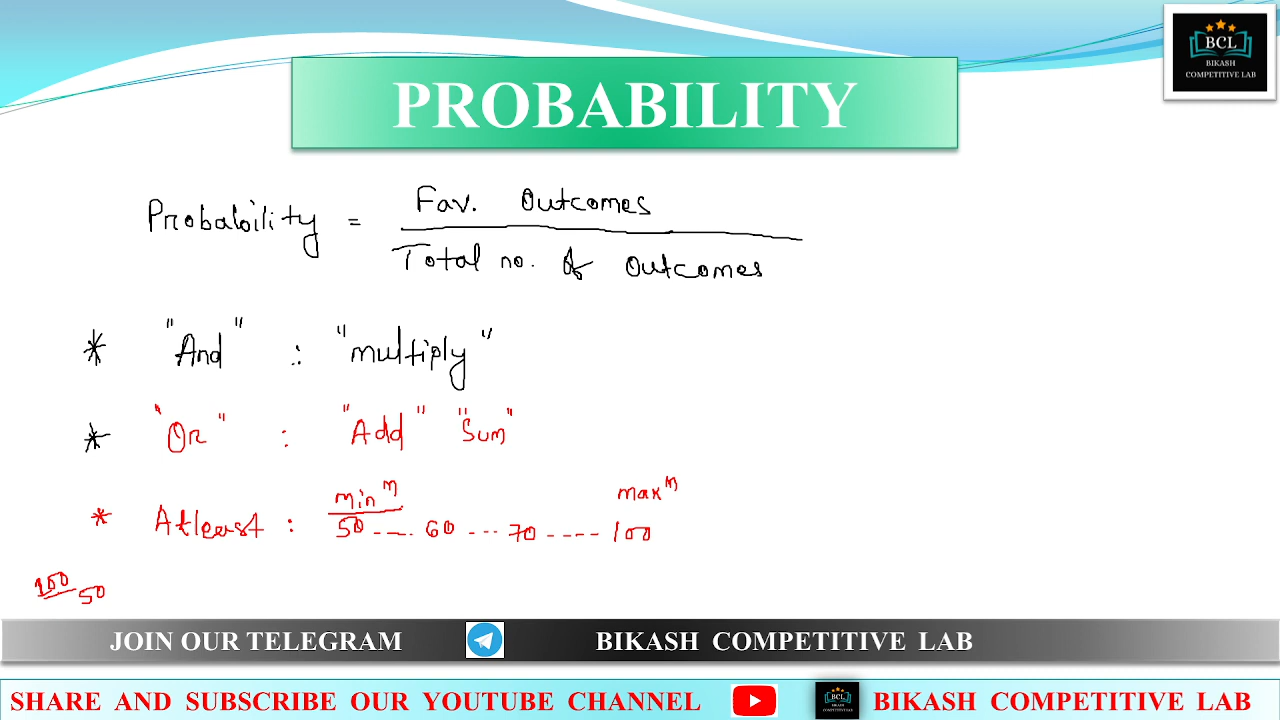 BCL
BIKASH
COMPETITIVE LAB
PROBABILITY
Probability = Fav. Outcomes
Total no. of Outcomes
* "And" : "multiply"
* "Or" : "Add" "Sum"
* Atleast : min^m max^m
50 ---- 60 --- 70 ---- 100
100 50
JOIN OUR TELEGRAM BIKASH COMPETITIVE LAB
SHARE AND SUBSCRIBE OUR YOUTUBE CHANNEL BIKASH COMPETITIVE LAB